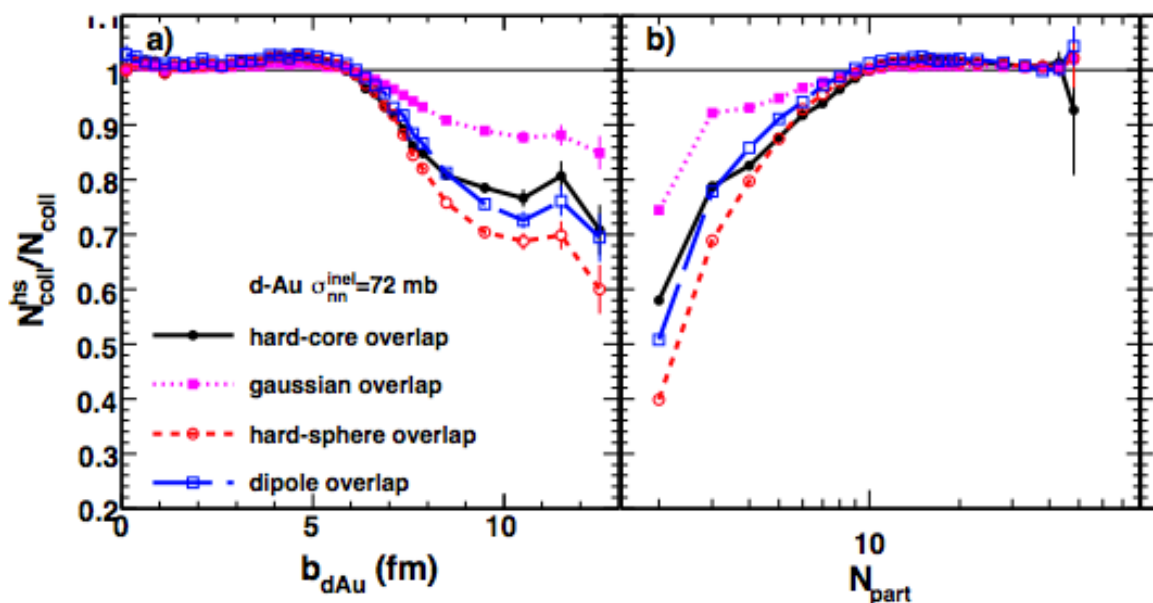 a)
b)
1.1
1
0.9
0.8
0.7
0.6
0.5
0.4
0.3
0.2
N^hs_coll/N_coll
d-Au σ^inel_nn=72 mb
hard-core overlap
gaussian overlap
hard-sphere overlap
dipole overlap
0 5 10
10
b_dAu (fm)
N_part